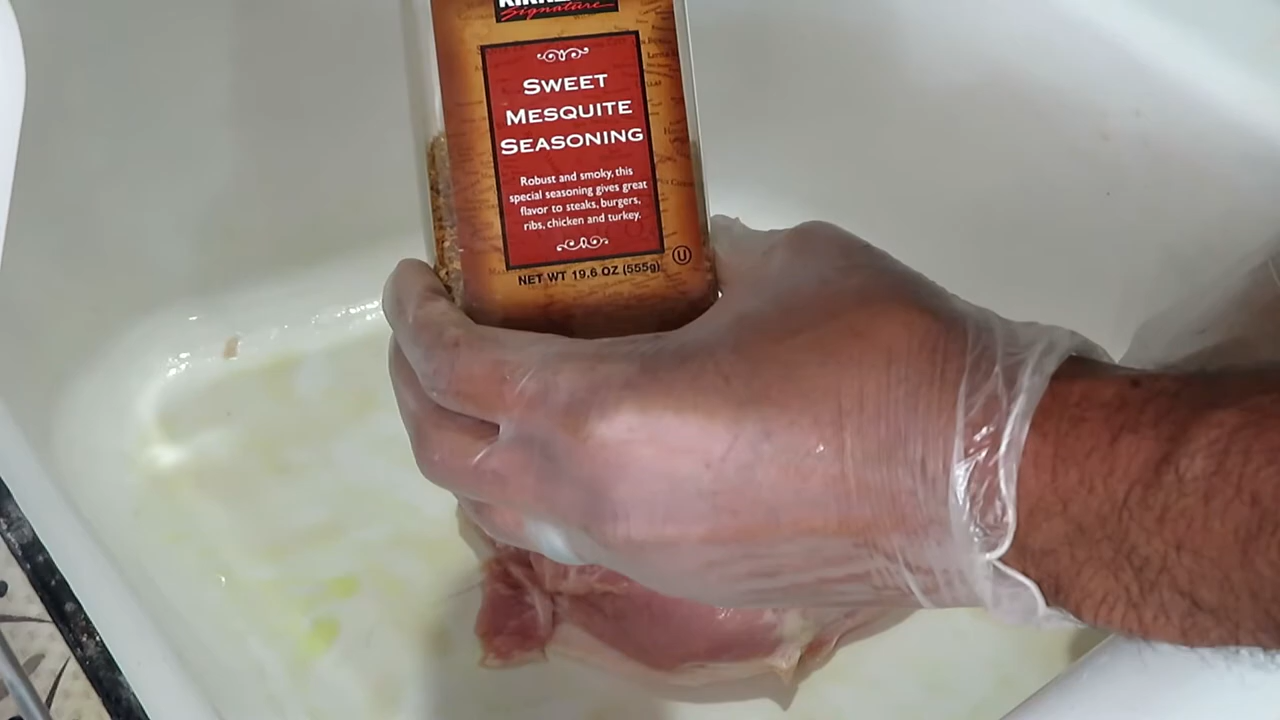 Signature
SWEET
MESQUITE
SEASONING
Robust and smoky, this
special seasoning gives great
flavor to steaks, burgers,
ribs, chicken and turkey.
U
NET WT 19.6 OZ (555g)